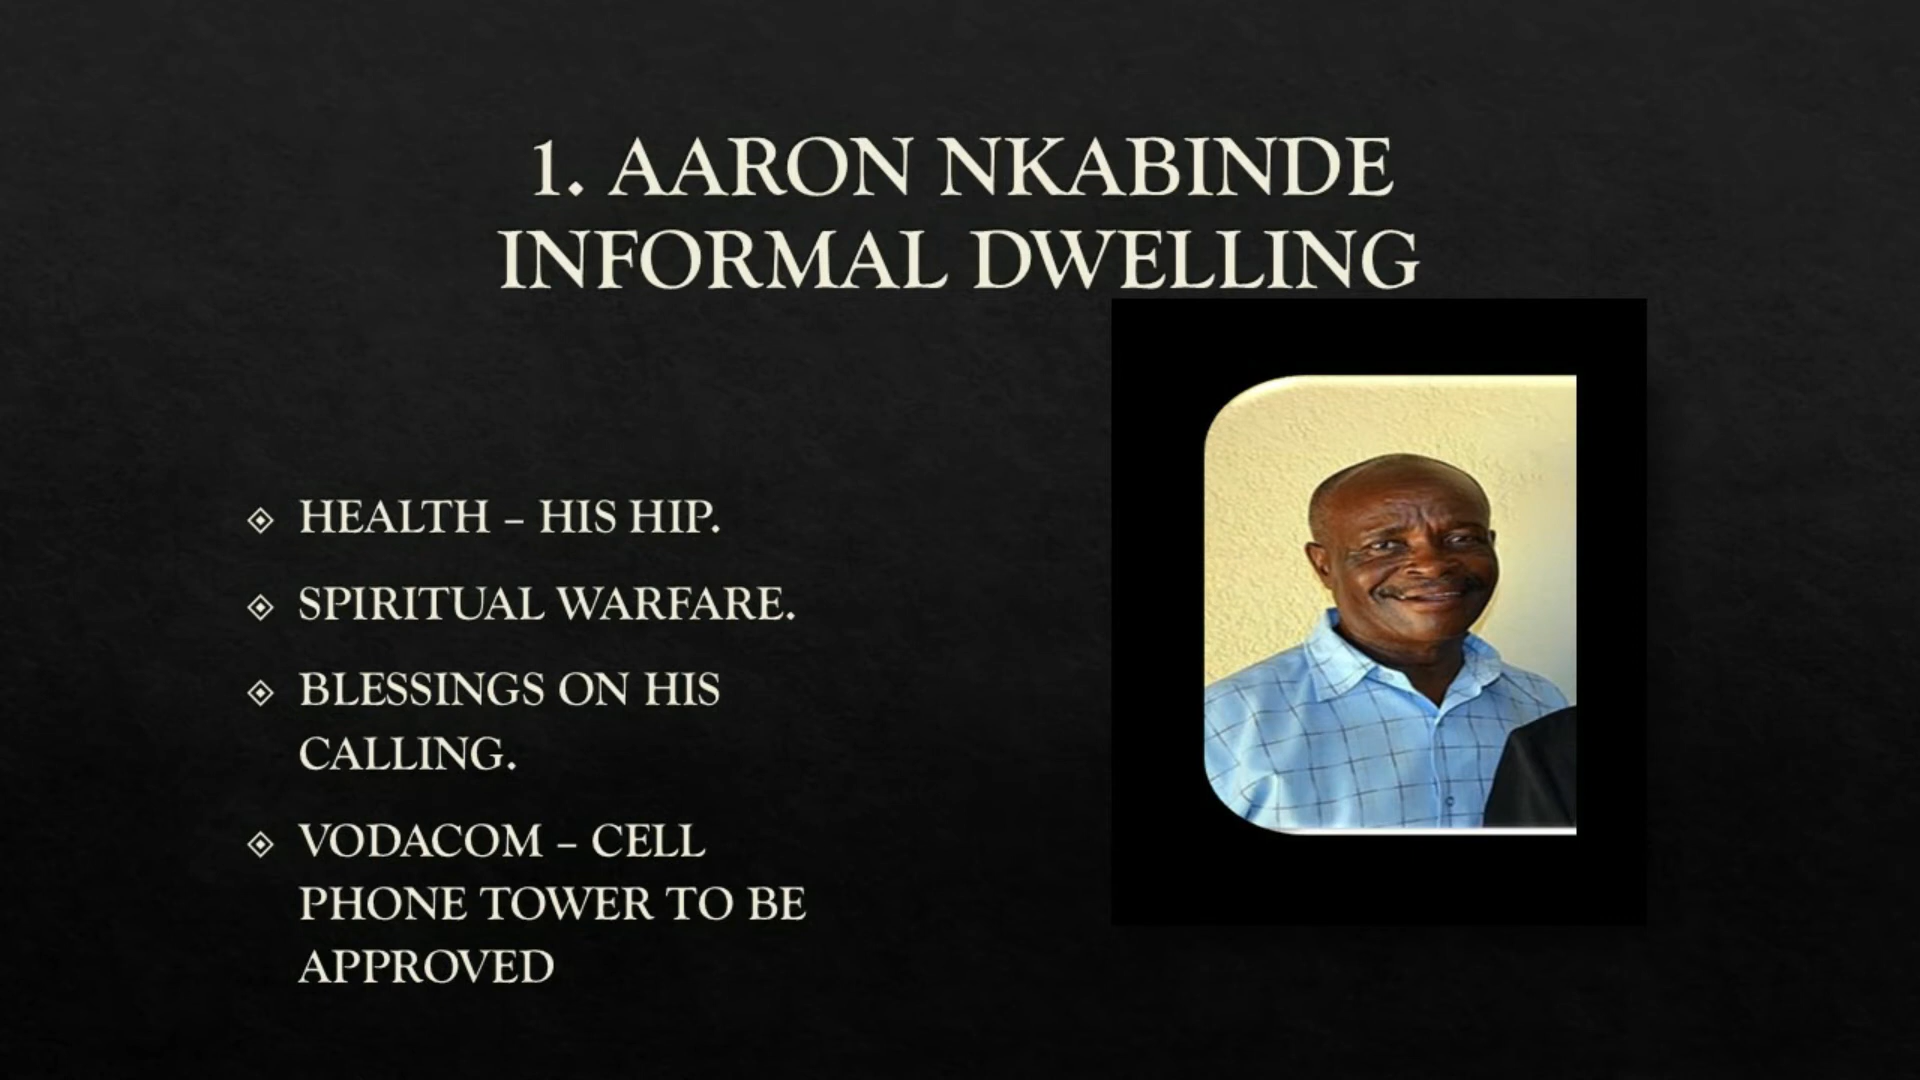 1. AARON NKABINDE
INFORMAL DWELLING
HEALTH – HIS HIP.
SPIRITUAL WARFARE.
BLESSINGS ON HIS
CALLING.
VODACOM – CELL
PHONE TOWER TO BE
APPROVED